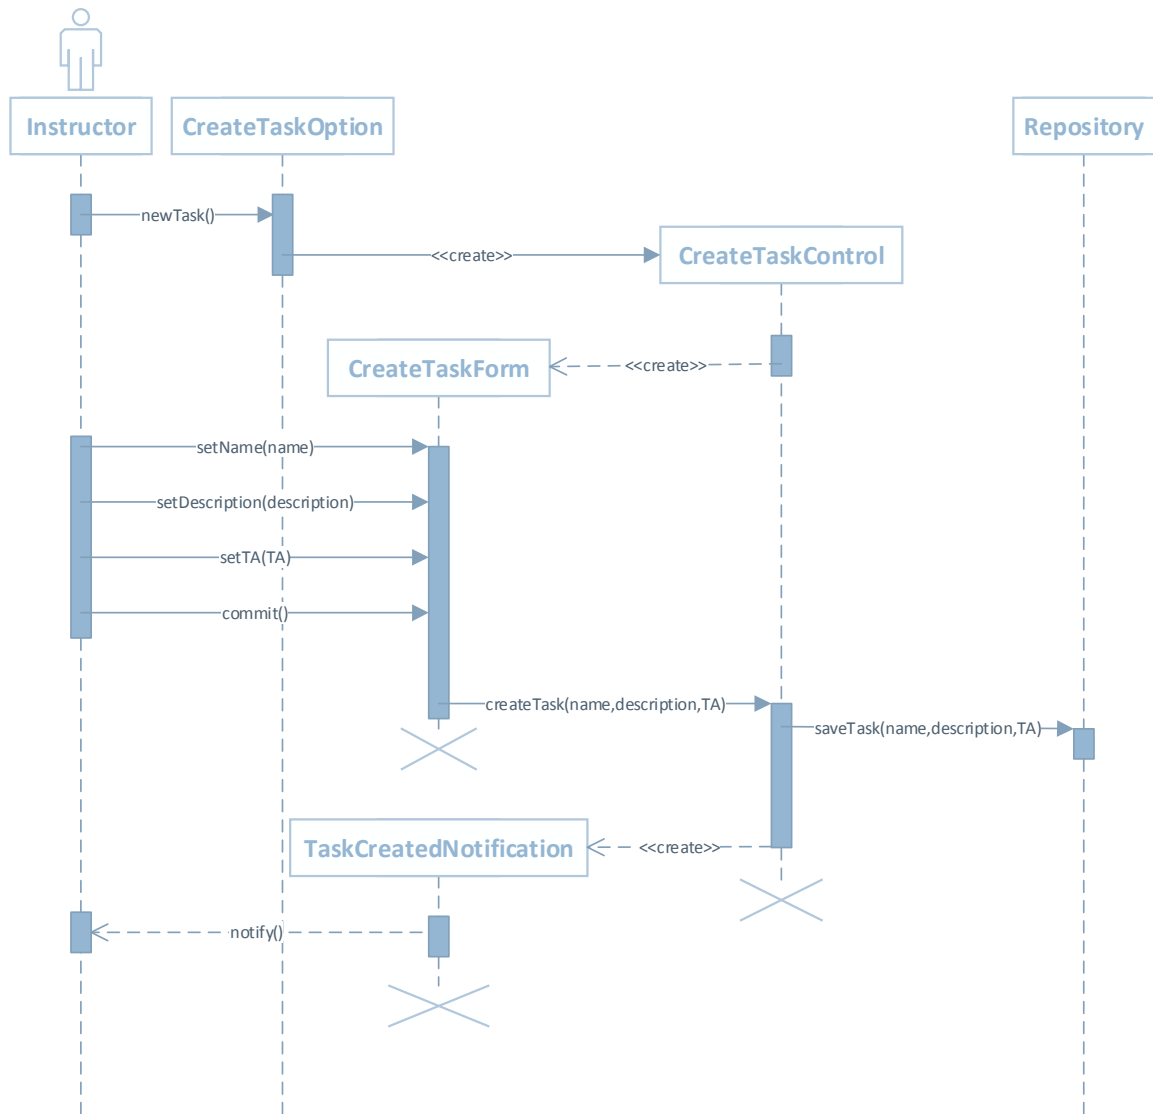 Instructor
CreateTaskOption
Repository
newTask()
<<create>>
CreateTaskControl
CreateTaskForm
<<create>>
setName(name)
setDescription(description)
setTA(TA)
commit()
createTask(name,description,TA)
saveTask(name,description,TA)
TaskCreatedNotification
<<create>>
notify()